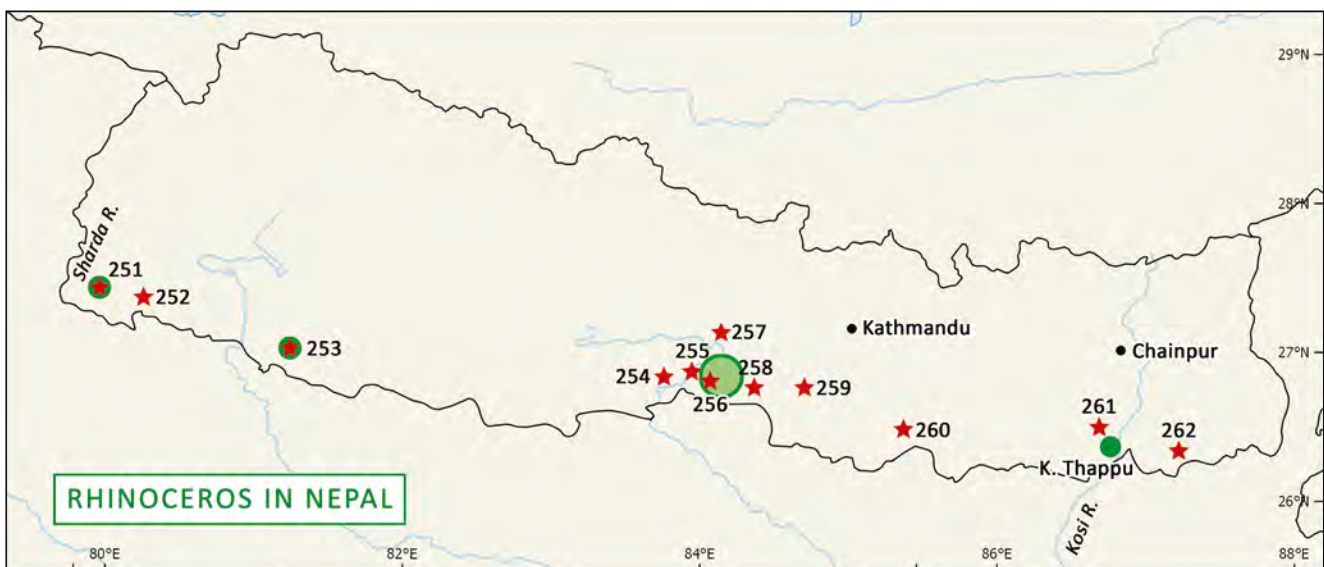 29°N
28°N
Sharda R.
251
252
253
257
Kathmandu
Chainpur
27°N
255
254
258
256
259
260
261
262
K. Thappu
Kosi R.
RHINOCEROS IN NEPAL
26°N
80°E
82°E
84°E
86°E
88°E